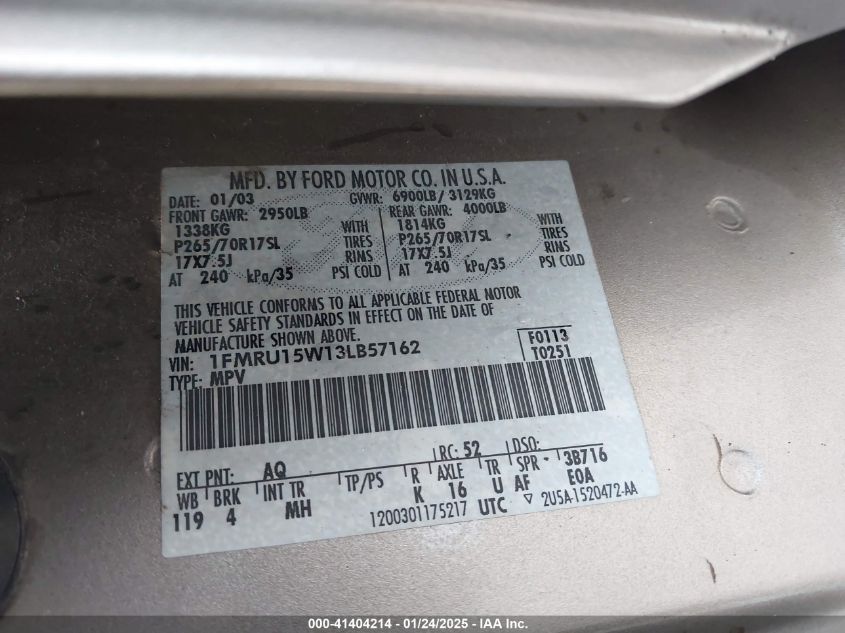 MFD. BY FORD MOTOR CO. IN U.S.A.
DATE: 01/03 GVWR: 6900LB/ 3129KG
FRONT GAWR: 2950LB REAR GAWR: 4000LB
1338KG WITH 1814KG WITH
P265/70R17SL TIRES P265/70R17SL TIRES
17X7.5J RINS 17X7.5J RINS
AT 240 kPa/35 PSI COLD AT 240 kPa/35 PSI COLD
THIS VEHICLE CONFORMS TO ALL APPLICABLE FEDERAL MOTOR
VEHICLE SAFETY STANDARDS IN EFFECT ON THE DATE OF
MANUFACTURE SHOWN ABOVE.
VIN: 1FMRU15W13LB57162 F0113
TYPE: MPV T0251
EXT PNT: AQ RC: 52 DSO:
WB BRK INT TR TP/PS R AXLE TR SPR 3B716
119 4 MH K 16 U AF E0A
1200301175217 UTC ▽ 2U5A-1520472-AA
000-41404214 - 01/24/2025 - IAA Inc.